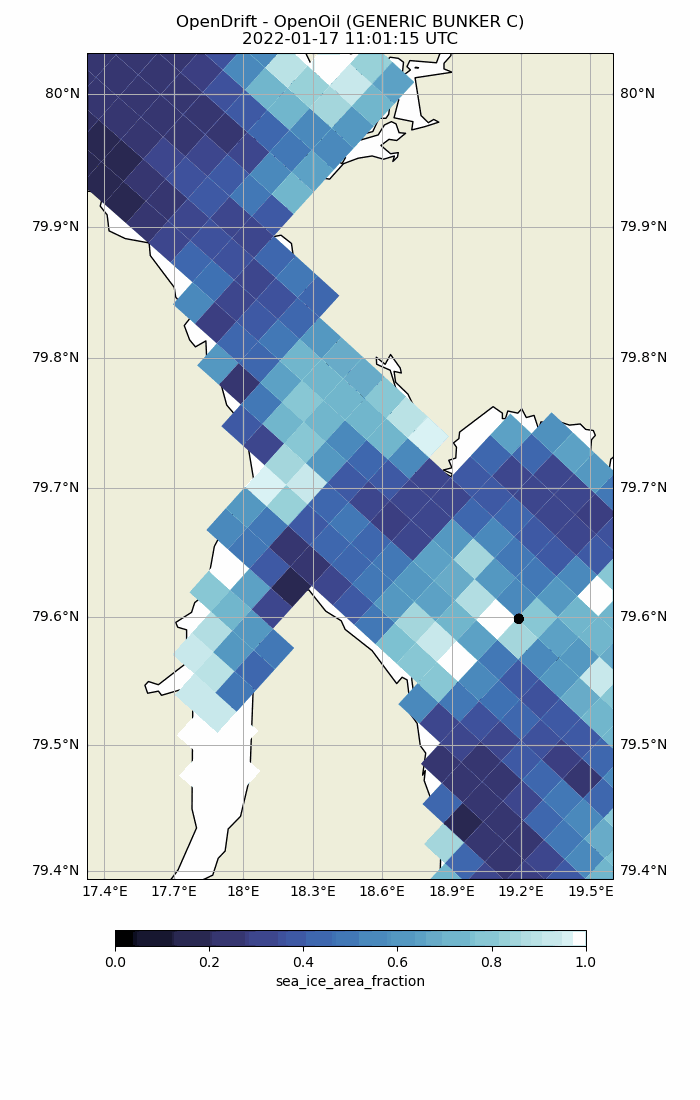 OpenDrift - OpenOil (GENERIC BUNKER C)
2022-01-17 11:01:15 UTC
80°N 80°N
79.9°N 79.9°N
79.8°N 79.8°N
79.7°N 79.7°N
79.6°N 79.6°N
79.5°N 79.5°N
79.4°N 79.4°N
17.4°E 17.7°E 18°E 18.3°E 18.6°E 18.9°E 19.2°E 19.5°E
0.0 0.2 0.4 0.6 0.8 1.0
sea_ice_area_fraction